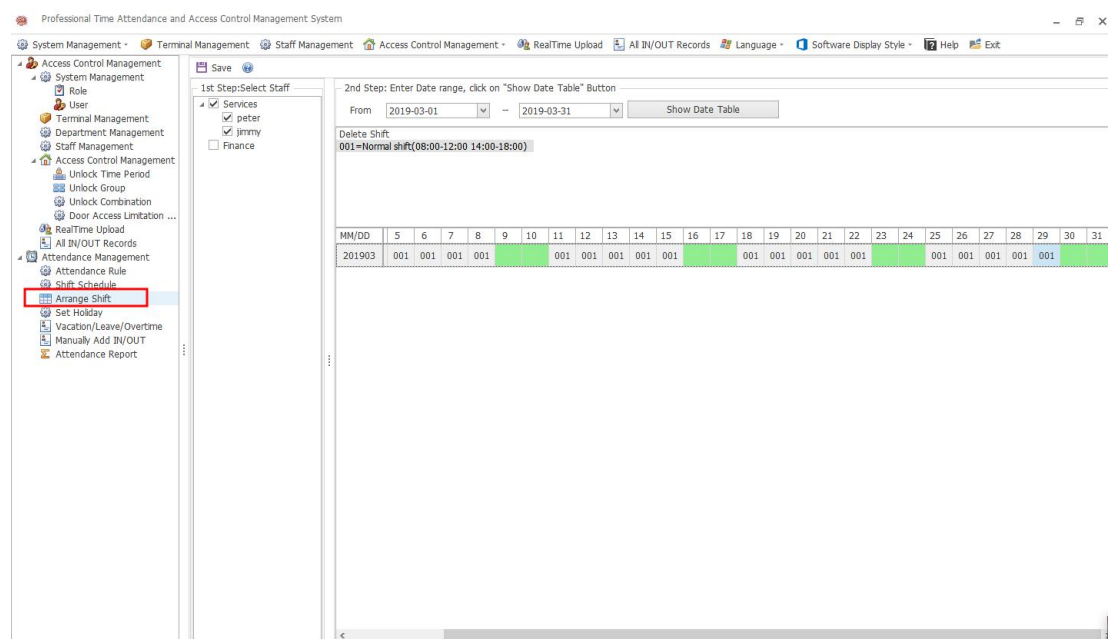 Professional Time Attendance and Access Control Management System
System Management Terminal Management Staff Management Access Control Management RealTime Upload All IN/OUT Records Language Software Display Style Help Exit
Access Control Management
System Management
Role
User
Terminal Management
Department Management
Staff Management
Access Control Management
Unlock Time Period
Unlock Group
Unlock Combination
Door Access Limitation ...
RealTime Upload
All IN/OUT Records
Attendance Management
Attendance Rule
Shift Schedule
Arrange Shift
Set Holiday
Vacation/Leave/Overtime
Manually Add IN/OUT
Attendance Report
Save
1st Step:Select Staff
Services
peter
jimmy
Finance
2nd Step: Enter Date range, click on "Show Date Table" Button
From 2019-03-01 -- 2019-03-31 Show Date Table
Delete Shift
001=Normal shift(08:00-12:00 14:00-18:00)
MM/DD 5 6 7 8 9 10 11 12 13 14 15 16 17 18 19 20 21 22 23 24 25 26 27 28 29 30 31
201903 001 001 001 001 001 001 001 001 001 001 001 001 001 001 001 001 001 001 001